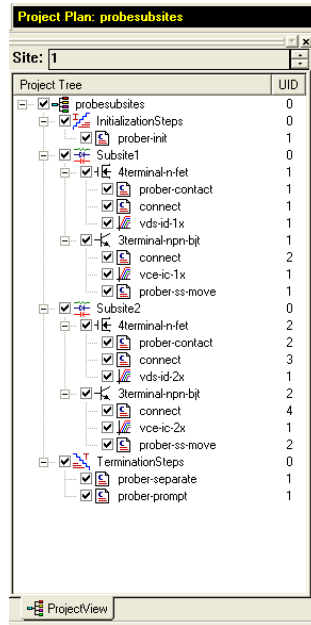 Project Plan: probesubsites
Site: 1
Project Tree UID
probesubsites 0
InitializationSteps 0
prober-init 1
Subsite1 0
4terminal-n-fet 1
prober-contact 1
connect 1
vds-id-1x 1
3terminal-npn-bjt 1
connect 2
vce-ic-1x 1
prober-ss-move 1
Subsite2 0
4terminal-n-fet 2
prober-contact 2
connect 3
vds-id-2x 1
3terminal-npn-bjt 2
connect 4
vce-ic-2x 1
prober-ss-move 2
TerminationSteps 0
prober-separate 1
prober-prompt 1
ProjectView